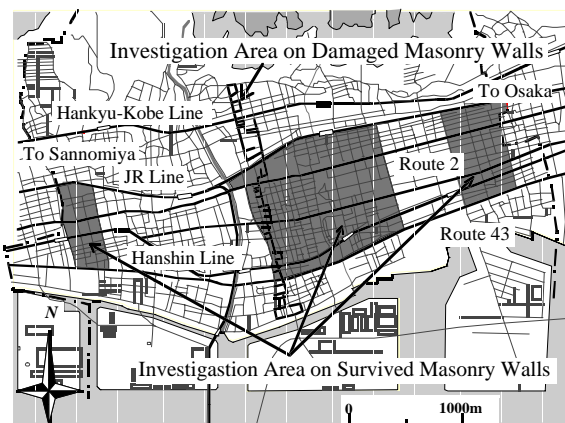 Investigation Area on Damaged Masonry Walls
To Osaka
Hankyu-Kobe Line
To Sannomiya
JR Line
Route 2
Route 43
Hanshin Line
N
Investigastion Area on Survived Masonry Walls
0 1000m